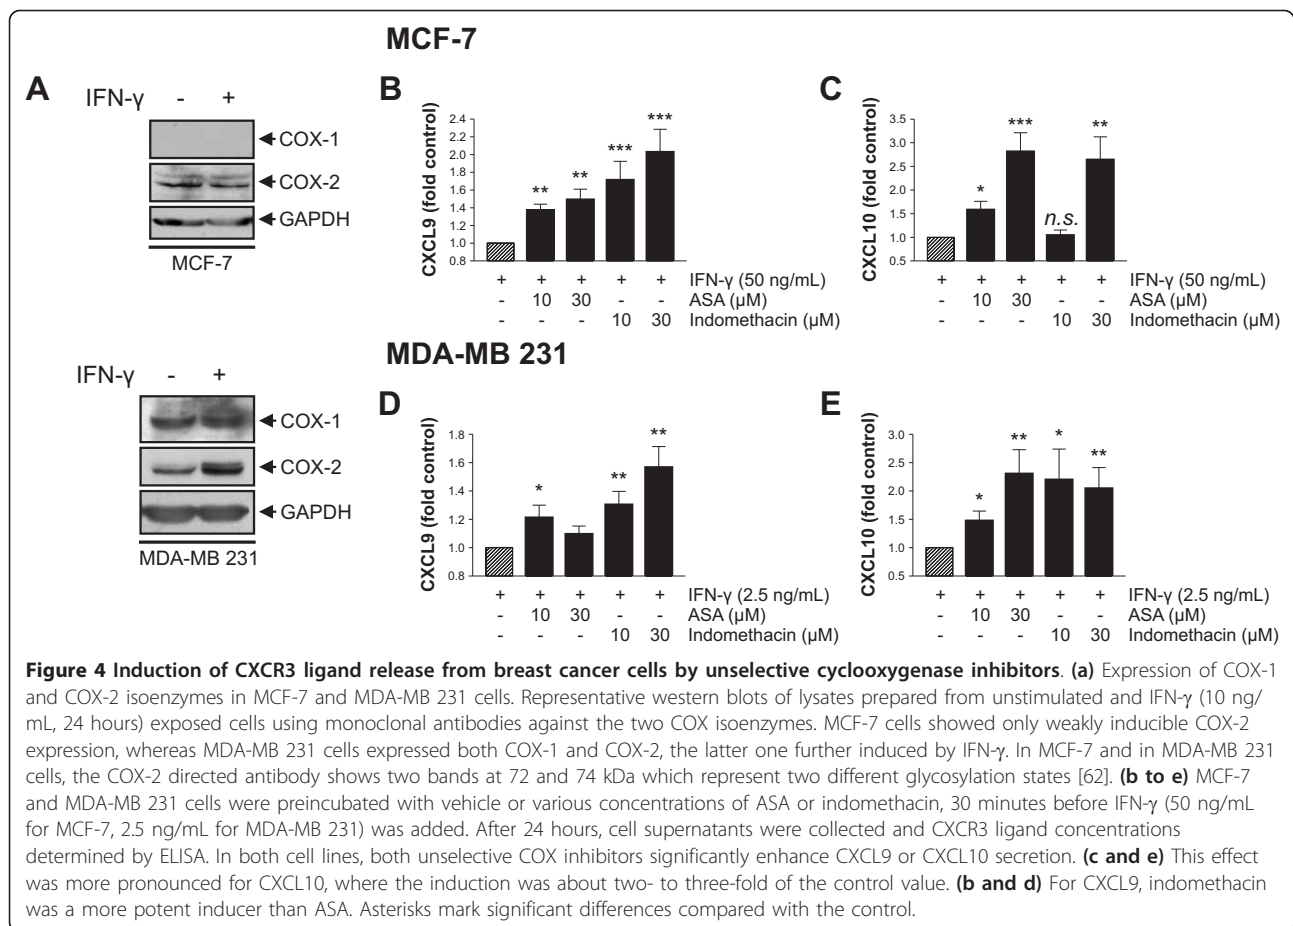 MCF-7
A
IFN-γ - +
COX-1
COX-2
GAPDH
MCF-7
B
CXCL9 (fold control)
2.4
2.2
2.0
1.8
1.6
1.4
1.2
1.0
0.8
** ** *** ***
+ + + + + IFN-γ (50 ng/mL)
- 10 30 - - ASA (µM)
- - - 10 30 Indomethacin (µM)
C
CXCL10 (fold control)
3.5
3.0
2.5
2.0
1.5
1.0
0.5
* *** n.s. **
+ + + + + IFN-γ (50 ng/mL)
- 10 30 - - ASA (µM)
- - - 10 30 Indomethacin (µM)
MDA-MB 231
IFN-γ - +
COX-1
COX-2
GAPDH
MDA-MB 231
D
CXCL9 (fold control)
1.8
1.6
1.4
1.2
1.0
0.8
* ** **
+ + + + + IFN-γ (2.5 ng/mL)
- 10 30 - - ASA (µM)
- - - 10 30 Indomethacin (µM)
E
CXCL10 (fold control)
3.0
2.5
2.0
1.5
1.0
0.5
* ** * **
+ + + + + IFN-γ (2.5 ng/mL)
- 10 30 - - ASA (µM)
- - - 10 30 Indomethacin (µM)
Figure 4 Induction of CXCR3 ligand release from breast cancer cells by unselective cyclooxygenase inhibitors. (a) Expression of COX-1
and COX-2 isoenzymes in MCF-7 and MDA-MB 231 cells. Representative western blots of lysates prepared from unstimulated and IFN-γ (10 ng/
mL, 24 hours) exposed cells using monoclonal antibodies against the two COX isoenzymes. MCF-7 cells showed only weakly inducible COX-2
expression, whereas MDA-MB 231 cells expressed both COX-1 and COX-2, the latter one further induced by IFN-γ. In MCF-7 and in MDA-MB 231
cells, the COX-2 directed antibody shows two bands at 72 and 74 kDa which represent two different glycosylation states [62]. (b to e) MCF-7
and MDA-MB 231 cells were preincubated with vehicle or various concentrations of ASA or indomethacin, 30 minutes before IFN-γ (50 ng/mL
for MCF-7, 2.5 ng/mL for MDA-MB 231) was added. After 24 hours, cell supernatants were collected and CXCR3 ligand concentrations
determined by ELISA. In both cell lines, both unselective COX inhibitors significantly enhance CXCL9 or CXCL10 secretion. (c and e) This effect
was more pronounced for CXCL10, where the induction was about two- to three-fold of the control value. (b and d) For CXCL9, indomethacin
was a more potent inducer than ASA. Asterisks mark significant differences compared with the control.